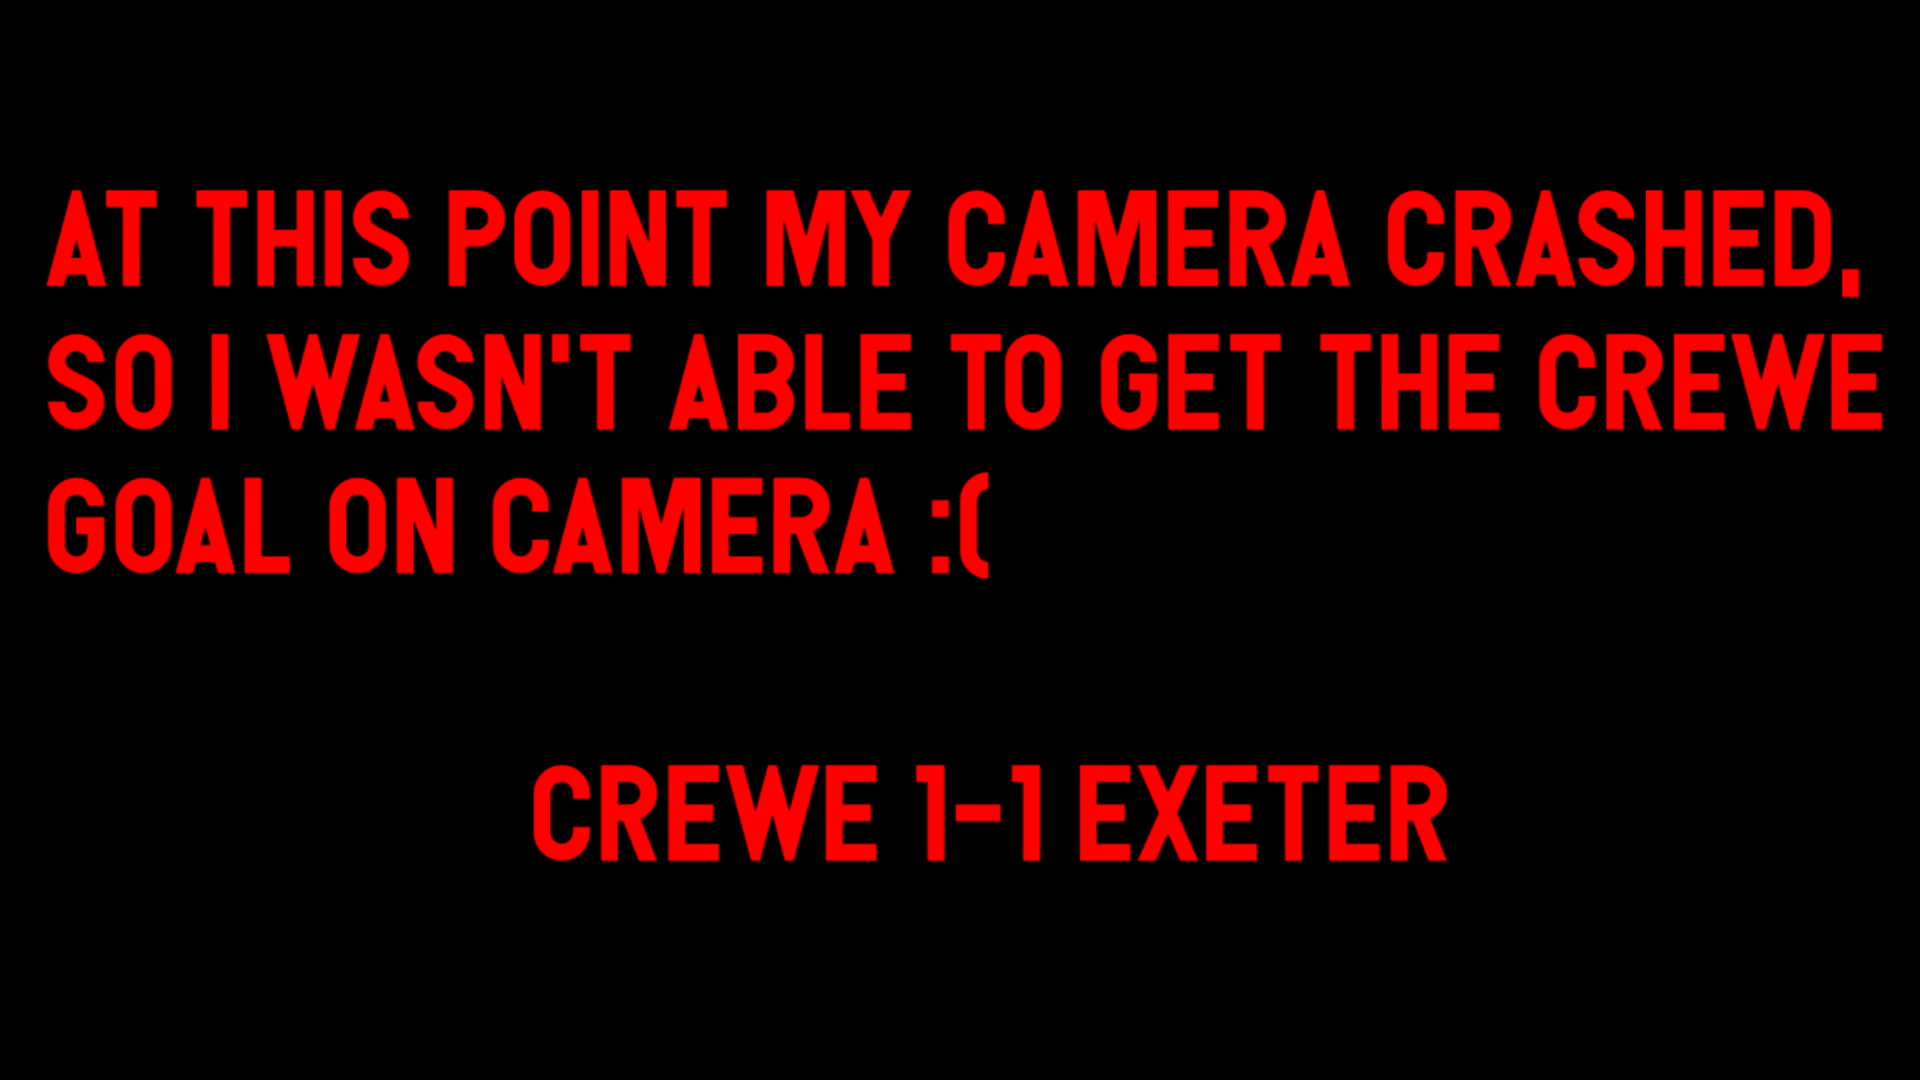 AT THIS POINT MY CAMERA CRASHED,
SO I WASN'T ABLE TO GET THE CREWE
GOAL ON CAMERA :(
CREWE 1-1 EXETER